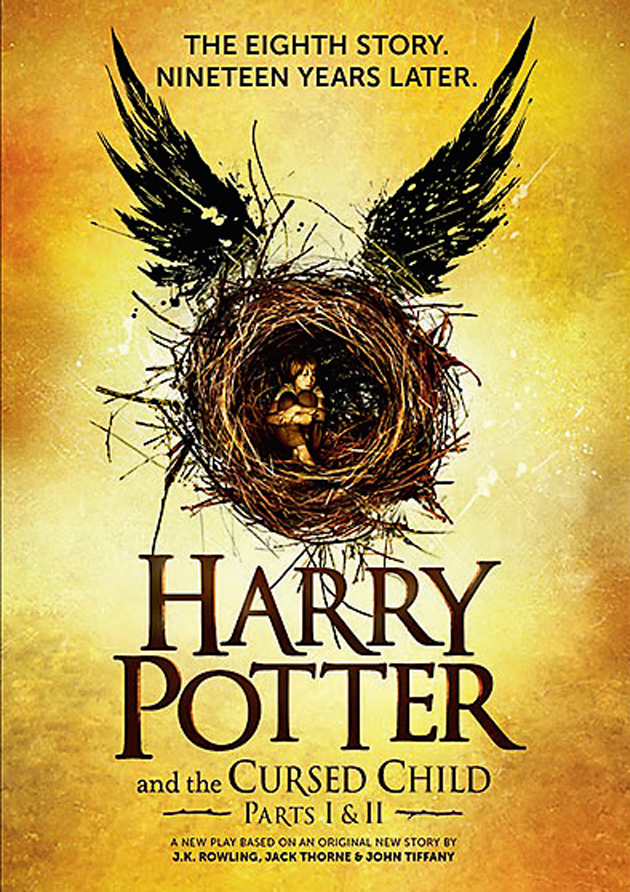 THE EIGHTH STORY.
NINETEEN YEARS LATER.
HARRY
POTTER
and the CURSED CHILD
PARTS I & II
A NEW PLAY BASED ON AN ORIGINAL NEW STORY BY
J.K. ROWLING, JACK THORNE & JOHN TIFFANY